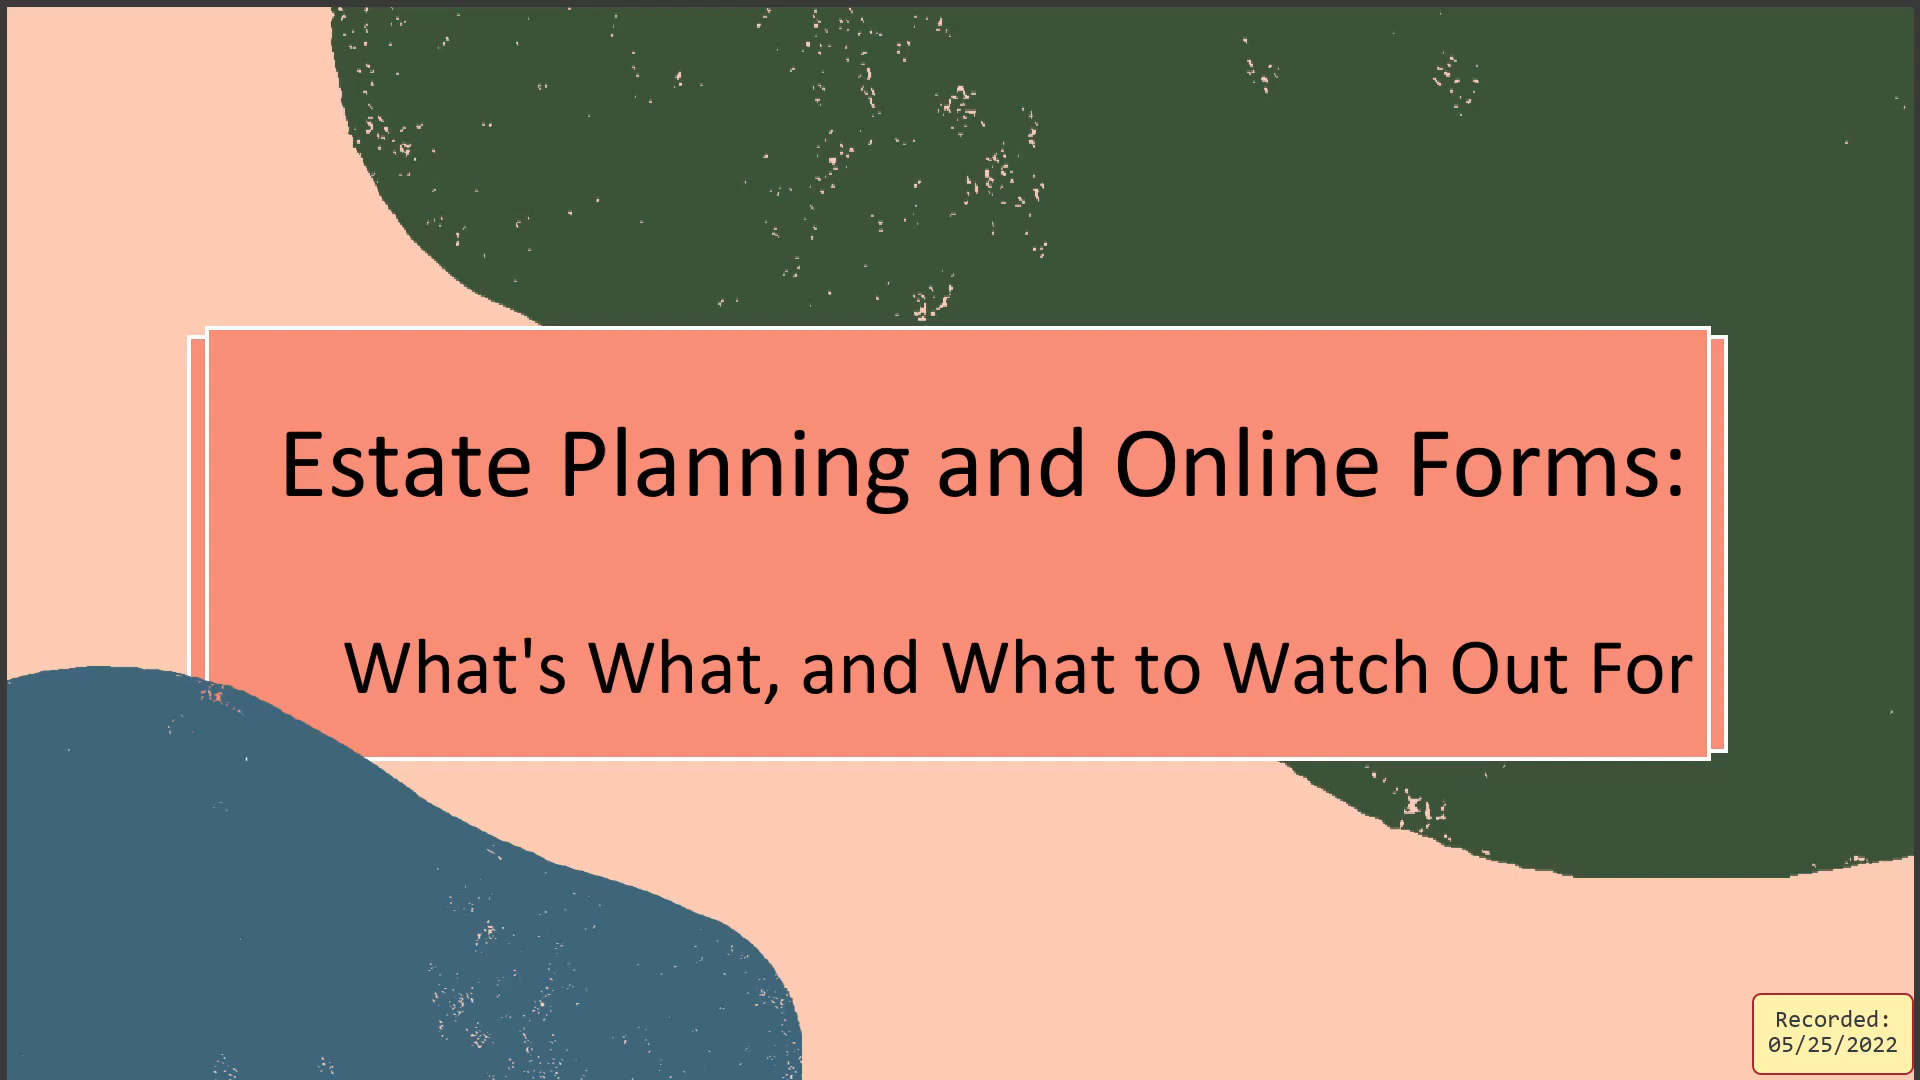 Estate Planning and Online Forms:
What's What, and What to Watch Out For
Recorded:
05/25/2022